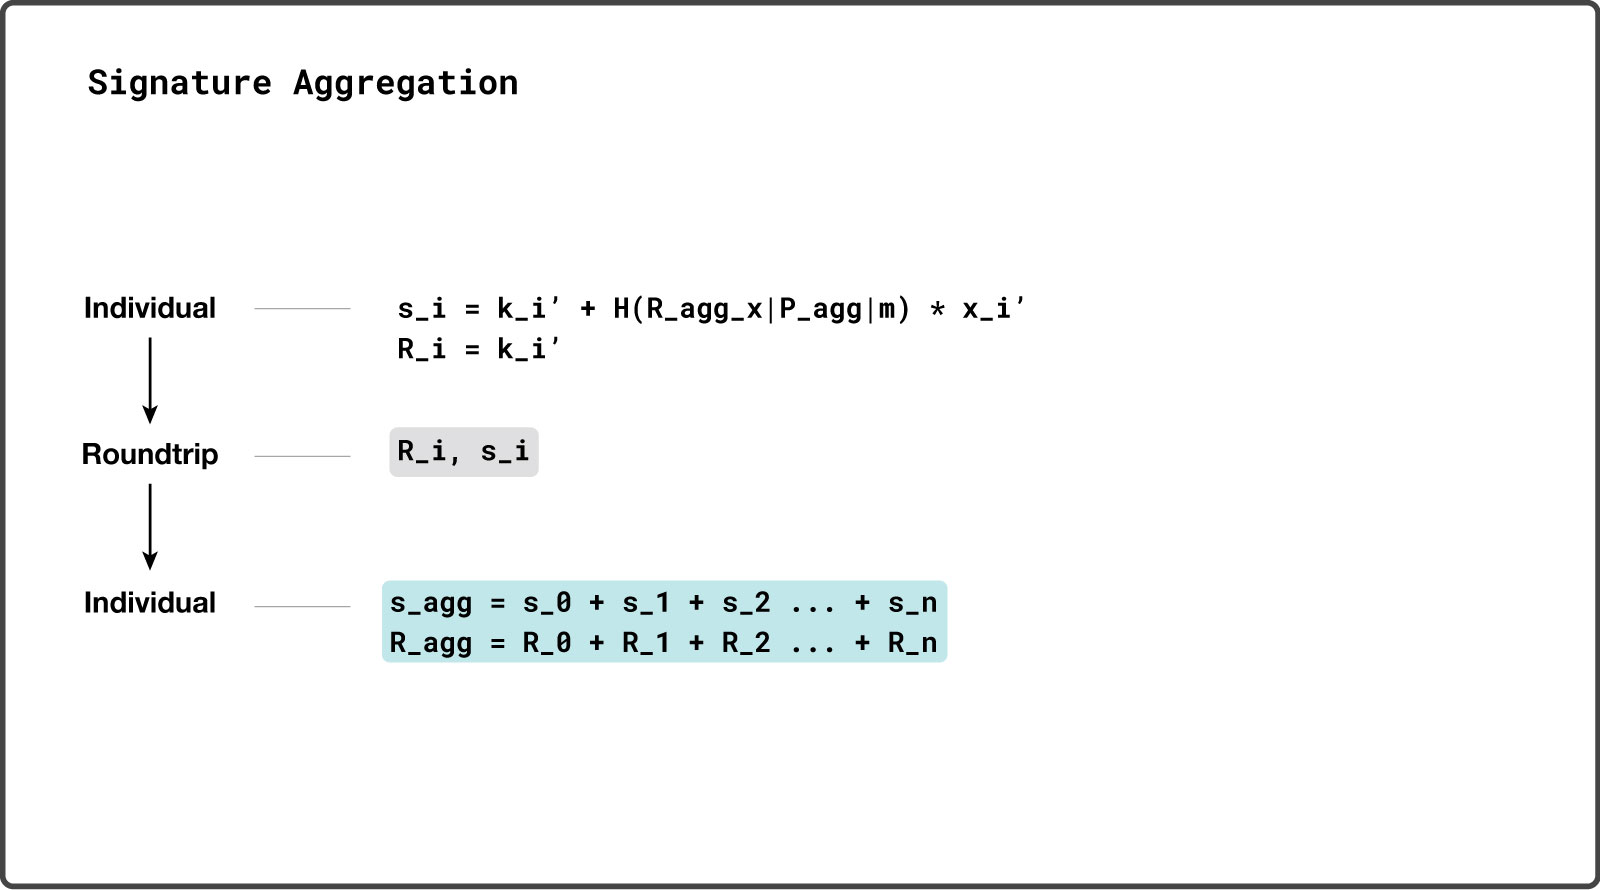 Signature Aggregation
Individual
s_i = k_i’ + H(R_agg_x|P_agg|m) * x_i’
R_i = k_i’
Roundtrip
R_i, s_i
Individual
s_agg = s_0 + s_1 + s_2 ... + s_n
R_agg = R_0 + R_1 + R_2 ... + R_n